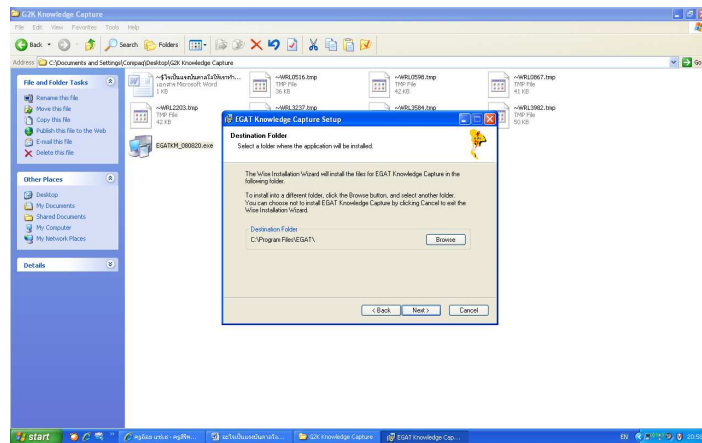 G2K Knowledge Capture
File Edit View Favorites Tools Help
Back Search Folders
Address C:\Documents and Settings\Compaq\Desktop\G2K Knowledge Capture Go
File and Folder Tasks
Rename this file
Move this file
Copy this file
Publish this file to the Web
E-mail this file
Delete this file
Other Places
Desktop
My Documents
Shared Documents
My Computer
My Network Places
Details
เอกสาร Microsoft Word
1 KB
~WRL0516.tmp
TMP File
36 KB
~WRL0598.tmp
TMP File
42 KB
~WRL0667.tmp
TMP File
41 KB
~WRL2203.tmp
TMP File
42 KB
~WRL3237.tmp
~WRL3584.tmp
~WRL3982.tmp
TMP File
50 KB
EGATKM_080820.exe
EGAT Knowledge Capture Setup
Destination Folder
Select a folder where the application will be installed.
The Wise Installation Wizard will install the files for EGAT Knowledge Capture in the
following folder.
To install into a different folder, click the Browse button, and select another folder.
You can choose not to install EGAT Knowledge Capture by clicking Cancel to exit the
Wise Installation Wizard.
Destination Folder
C:\Program Files\EGAT\
Browse
< Back Next > Cancel
start G2K Knowledge Capture EGAT Knowledge Cap... EN 20:58